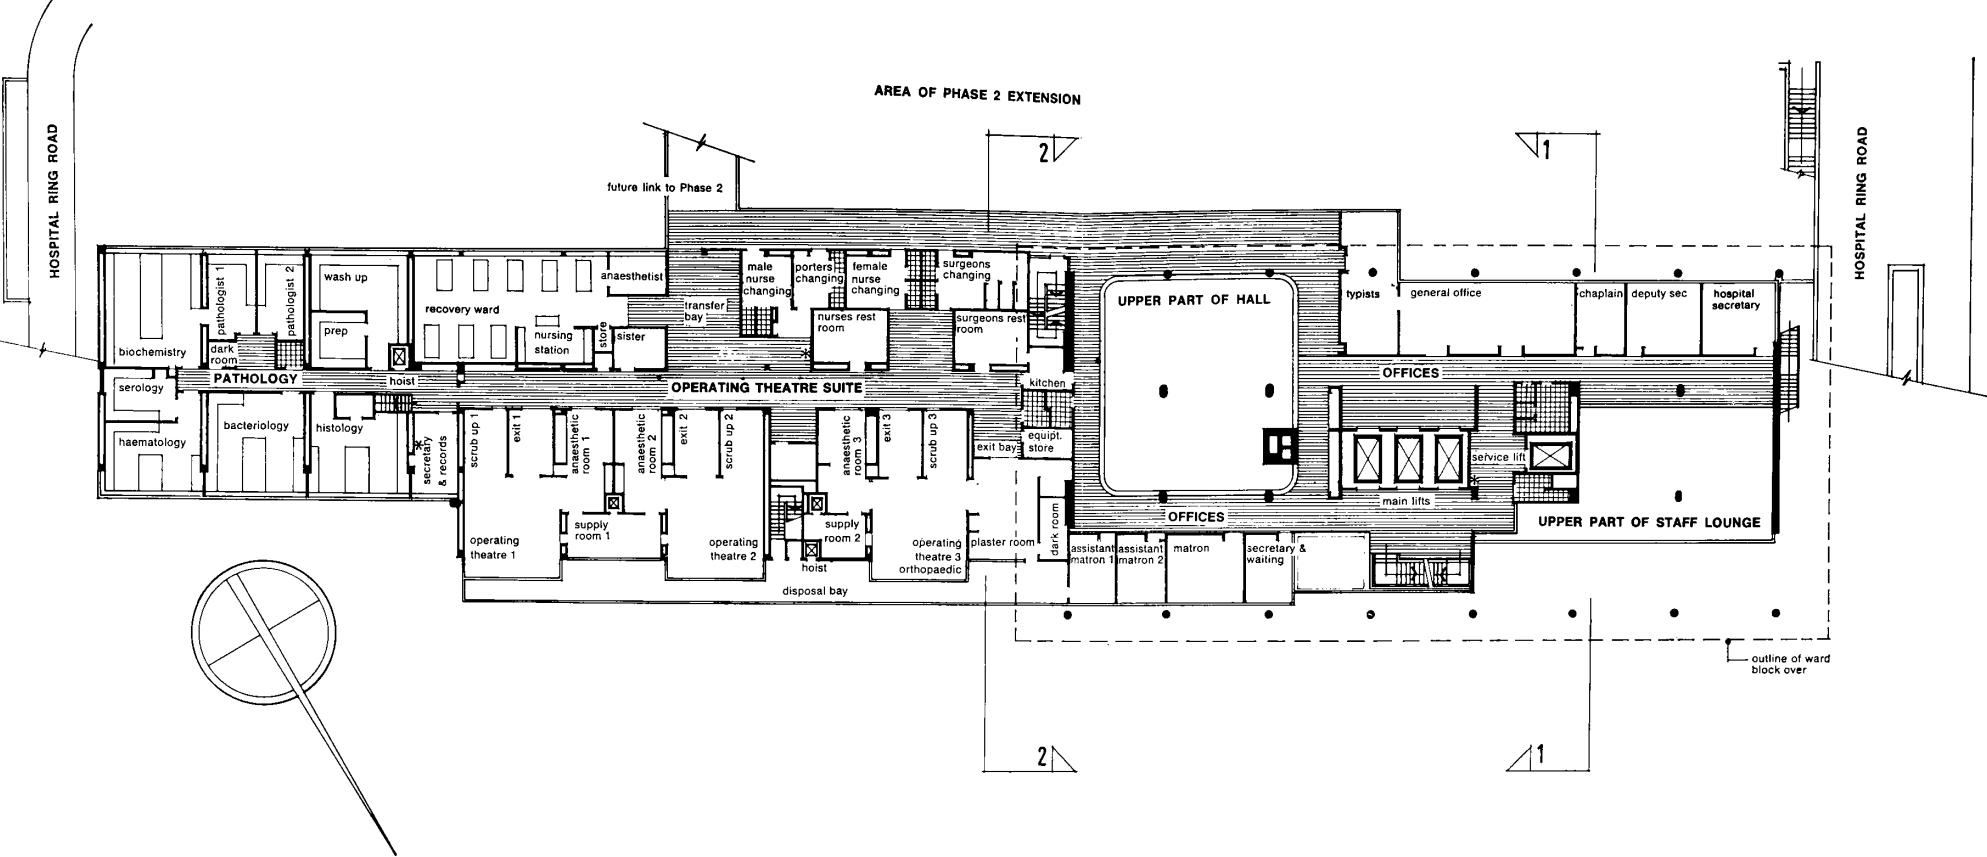 AREA OF PHASE 2 EXTENSION
HOSPITAL RING ROAD
HOSPITAL RING ROAD
2
1
future link to Phase 2
biochemistry
pathologist 1
pathologist 2
dark
room
wash up
prep
recovery ward
nursing
station
store
anaesthetist
sister
transfer
bay
male
nurse
changing
porters
changing
female
nurse
changing
surgeons
changing
nurses rest
room
surgeons rest
room
UPPER PART OF HALL
typists
general office
chaplain
deputy sec
hospital
secretary
PATHOLOGY
hoist
OPERATING THEATRE SUITE
kitchen
OFFICES
serology
haematology
bacteriology
histology
secretary
& records
scrub up 1
exit 1
anaesthetic
room 1
anaesthetic
room 2
exit 2
scrub up 2
anaesthetic
room 3
exit 3
scrub up 3
exit bay
equipt.
store
service lift
main lifts
operating
theatre 1
supply
room 1
operating
theatre 2
supply
room 2
hoist
operating
theatre 3
orthopaedic
plaster room
dark room
OFFICES
UPPER PART OF STAFF LOUNGE
assistant
matron 1
assistant
matron 2
matron
secretary &
waiting
disposal bay
outline of ward
block over
2
1